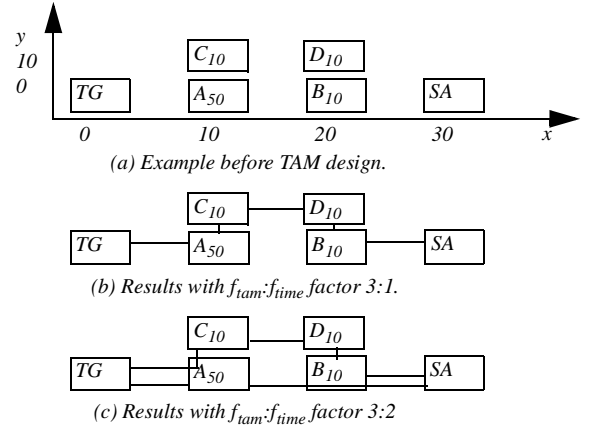 y
10
0
C10 D10
TG A50 B10 SA
0 10 20 30 x
(a) Example before TAM design.
C10 D10
TG A50 B10 SA
(b) Results with ftam:ftime factor 3:1.
C10 D10
TG A50 B10 SA
(c) Results with ftam:ftime factor 3:2